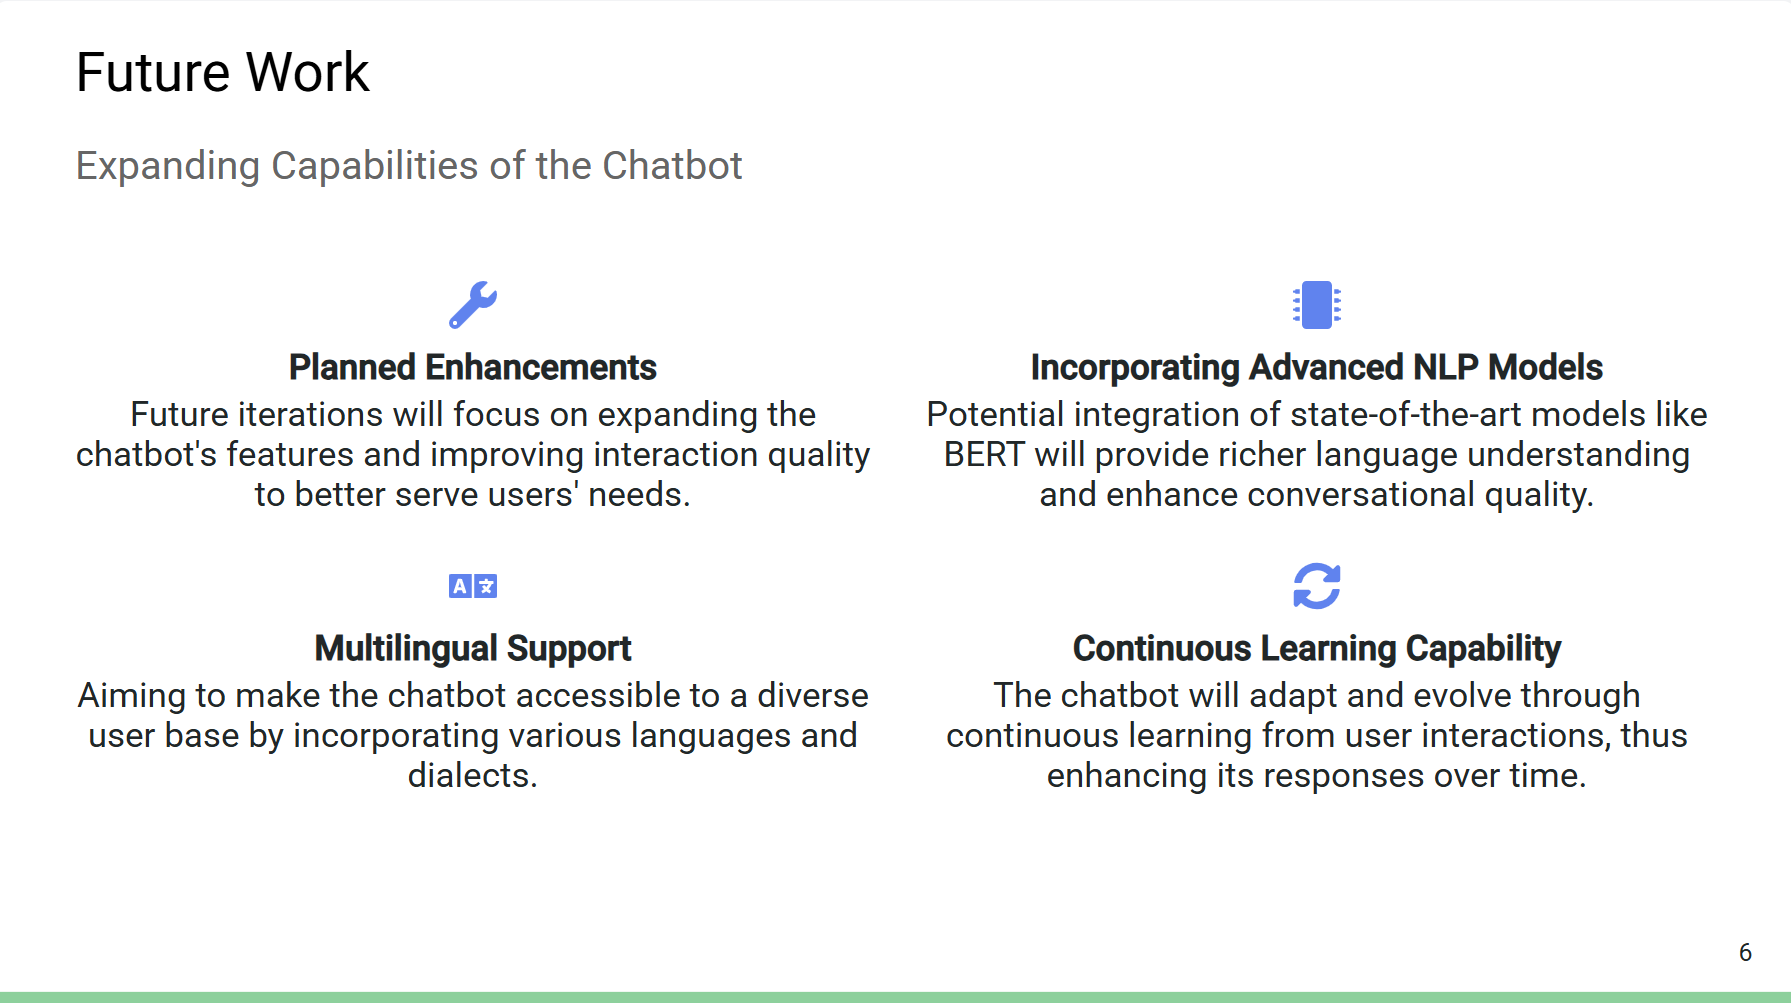 Future Work
Expanding Capabilities of the Chatbot
Planned Enhancements
Future iterations will focus on expanding the
chatbot's features and improving interaction quality
to better serve users' needs.
Incorporating Advanced NLP Models
Potential integration of state-of-the-art models like
BERT will provide richer language understanding
and enhance conversational quality.
A 文
Multilingual Support
Aiming to make the chatbot accessible to a diverse
user base by incorporating various languages and
dialects.
Continuous Learning Capability
The chatbot will adapt and evolve through
continuous learning from user interactions, thus
enhancing its responses over time.
6